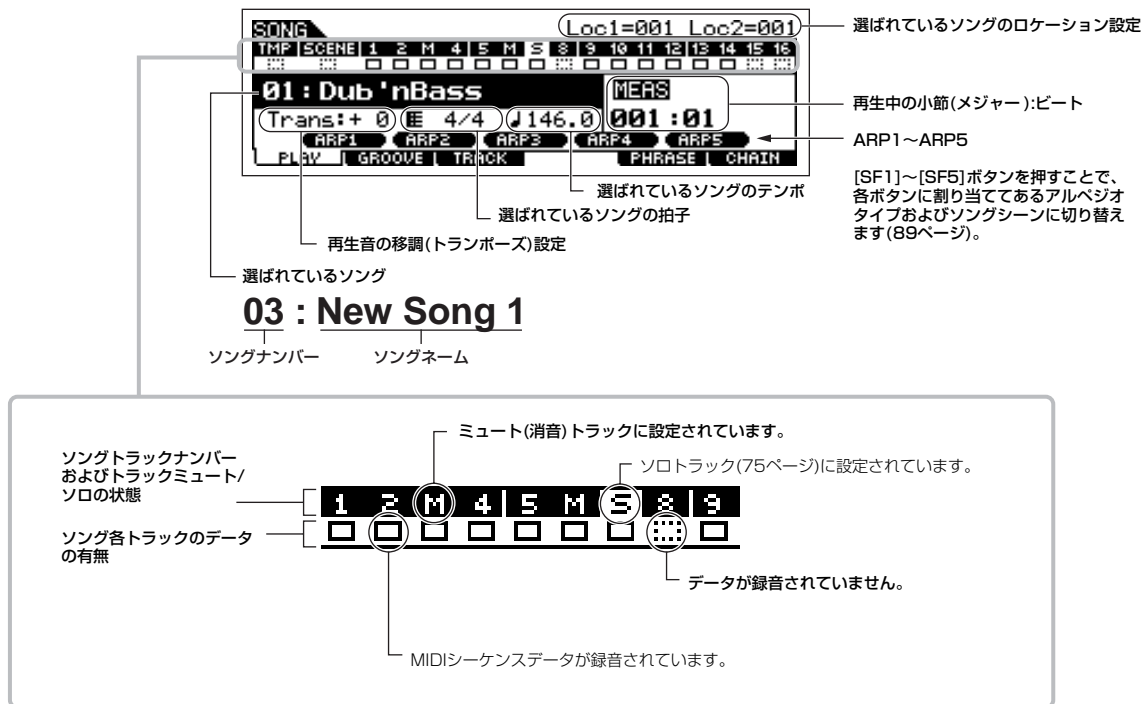 SONG
Loc1=001 Loc2=001
選ばれているソングのロケーション設定
TMP SCENE 1 2 M 4 5 M S 8 9 10 11 12 13 14 15 16
01:Dub'nBass
MEAS
再生中の小節(メジャー):ビート
Trans:+ 0
4/4
♩146.0
001:01
ARP1 ARP2 ARP3 ARP4 ARP5
ARP1〜ARP5
PLAY GROOVE TRACK PHRASE CHAIN
[SF1]〜[SF5]ボタンを押すことで、
各ボタンに割り当ててあるアルペジオ
タイプおよびソングシーンに切り替え
ます(89ページ)。
選ばれているソングのテンポ
選ばれているソングの拍子
再生音の移調(トランポーズ)設定
選ばれているソング
03 : New Song 1
ソングナンバー
ソングネーム
ミュート(消音)トラックに設定されています。
ソングトラックナンバー
およびトラックミュート/
ソロの状態
ソロトラック(75ページ)に設定されています。
1 2 M 4 5 M S 8 9
ソング各トラックのデータ
の有無
データが録音されていません。
MIDIシーケンスデータが録音されています。